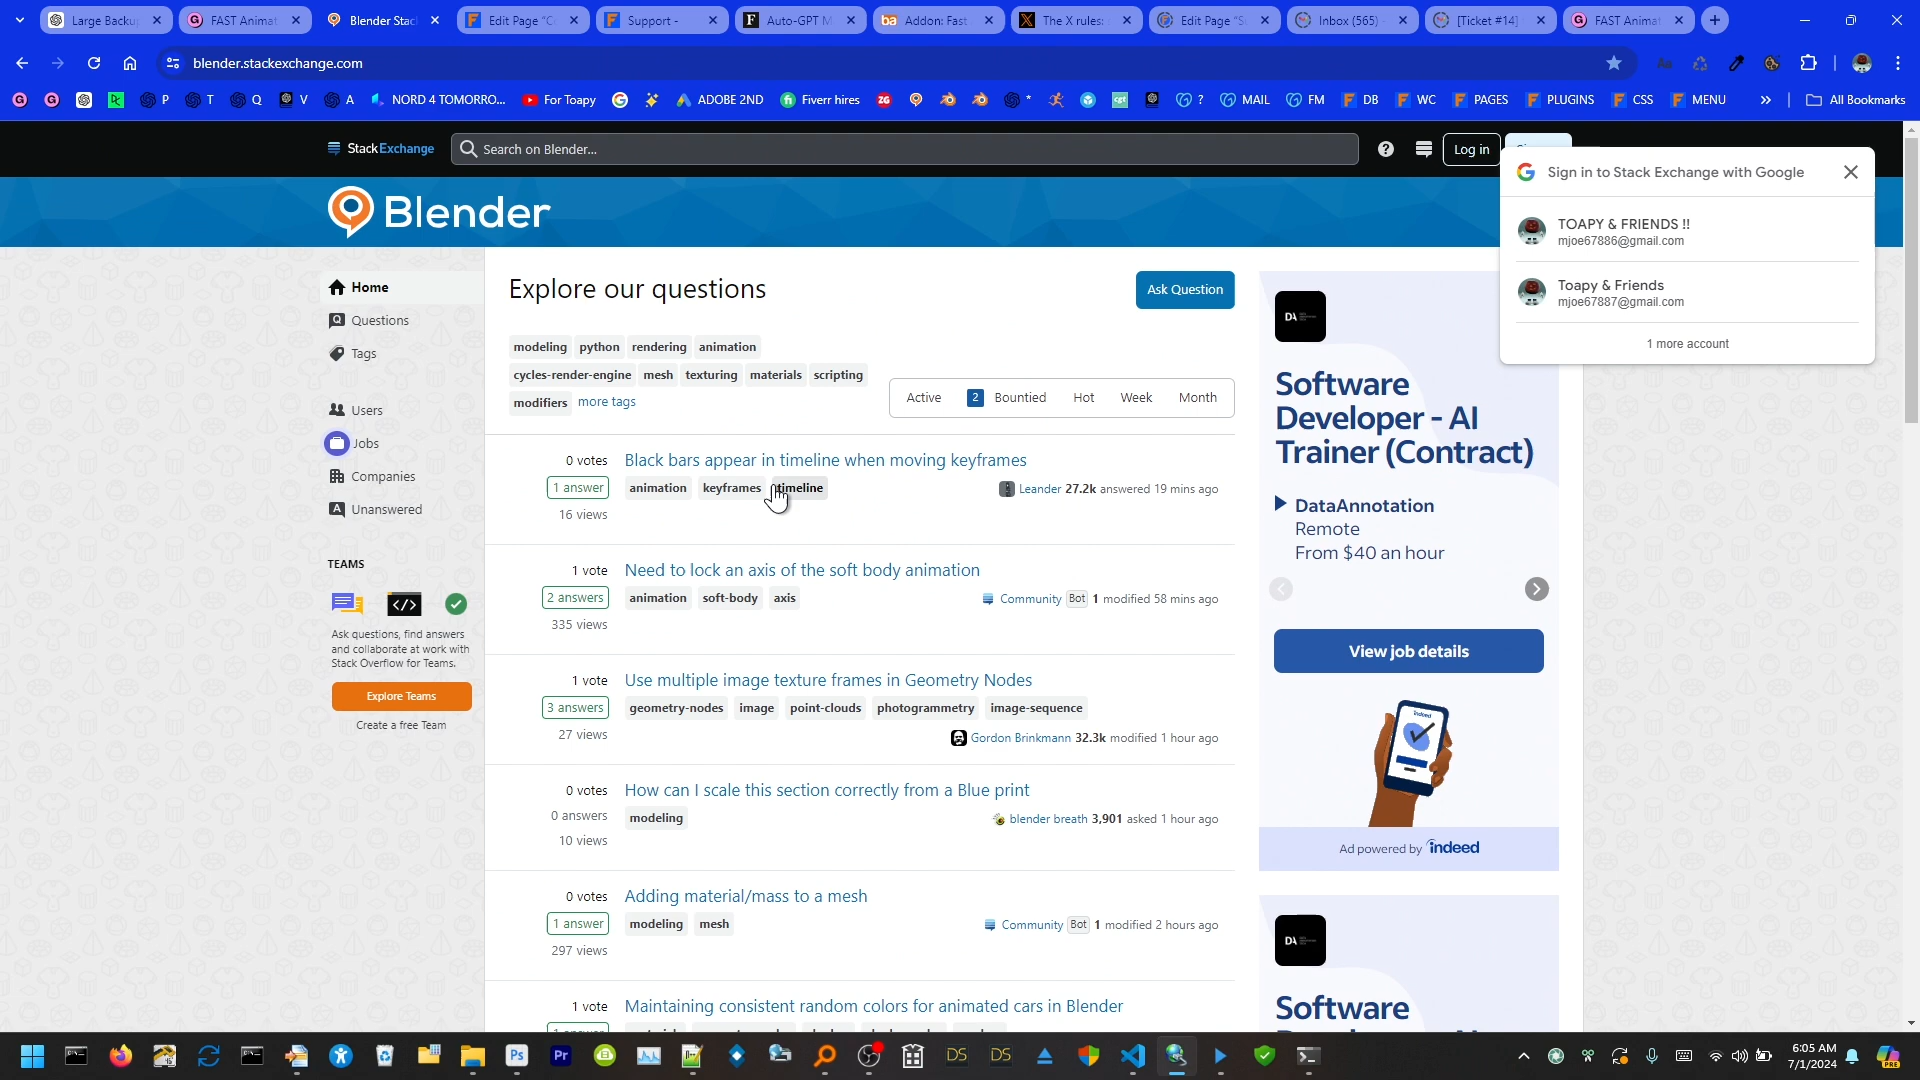 Large Backup
FAST Animat
Blender Stac
Edit Page "C
Support -
Auto-GPT M
Addon: Fast
The X rules:
Edit Page "S
Inbox (565) -
[Ticket #14]
FAST Animat
blender.stackexchange.com
P
T
Q
V
A
NORD 4 TOMORRO...
For Toapy
ADOBE 2ND
Fiverr hires
?
MAIL
FM
DB
WC
PAGES
PLUGINS
CSS
MENU
All Bookmarks
StackExchange
Search on Blender...
Log in
Sign in to Stack Exchange with Google
TOAPY & FRIENDS !!
mjoe67886@gmail.com
Toapy & Friends
mjoe67887@gmail.com
1 more account
Blender
Home
Questions
Tags
Users
Jobs
Companies
Unanswered
TEAMS
Ask questions, find answers
and collaborate at work with
Stack Overflow for Teams.
Explore Teams
Create a free Team
Explore our questions
Ask Question
modeling python rendering animation
cycles-render-engine mesh texturing materials scripting
modifiers more tags
Active 2 Bountied Hot Week Month
0 votes
1 answer
16 views
Black bars appear in timeline when moving keyframes
animation keyframes timeline
Leander 27.2k answered 19 mins ago
1 vote
2 answers
335 views
Need to lock an axis of the soft body animation
animation soft-body axis
Community Bot 1 modified 58 mins ago
1 vote
3 answers
27 views
Use multiple image texture frames in Geometry Nodes
geometry-nodes image point-clouds photogrammetry image-sequence
Gordon Brinkmann 32.3k modified 1 hour ago
0 votes
0 answers
10 views
How can I scale this section correctly from a Blue print
modeling
blender breath 3,901 asked 1 hour ago
0 votes
1 answer
297 views
Adding material/mass to a mesh
modeling mesh
Community Bot 1 modified 2 hours ago
1 vote
Maintaining consistent random colors for animated cars in Blender
Software
Developer - AI
Trainer (Contract)
DataAnnotation
Remote
From $40 an hour
View job details
indeed
Ad powered by indeed
Software
6:05 AM
7/1/2024